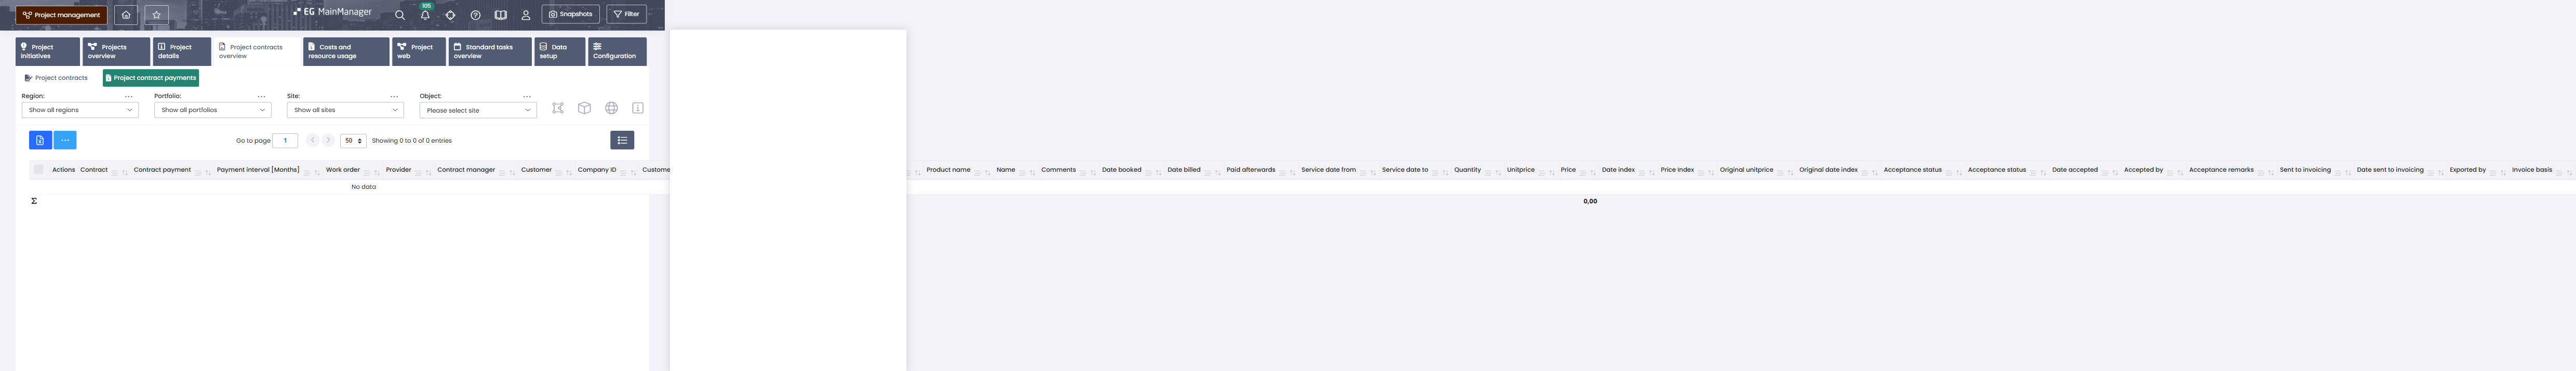 Project management
EG MainManager
105
Snapshots
Filter
Project initiatives
Projects overview
Project details
Project contracts overview
Costs and resource usage
Project web
Standard tasks overview
Data setup
Configuration
Project contracts
Project contract payments
Region: ...
Portfolio: ...
Site: ...
Object: ...
Show all regions
Show all portfolios
Show all sites
Please select site
Go to page 1
50
Showing 0 to 0 of 0 entries
Actions Contract Contract payment Payment interval [Months] Work order Provider Contract manager Customer Company ID Custome Product name Name Comments Date booked Date billed Paid afterwards Service date from Service date to Quantity Unitprice Price Date index Price index Original unitprice Original date index Acceptance status Acceptance status Date accepted Accepted by Acceptance remarks Sent to invoicing Date sent to invoicing Exported by Invoice basis
No data
Σ 0,00